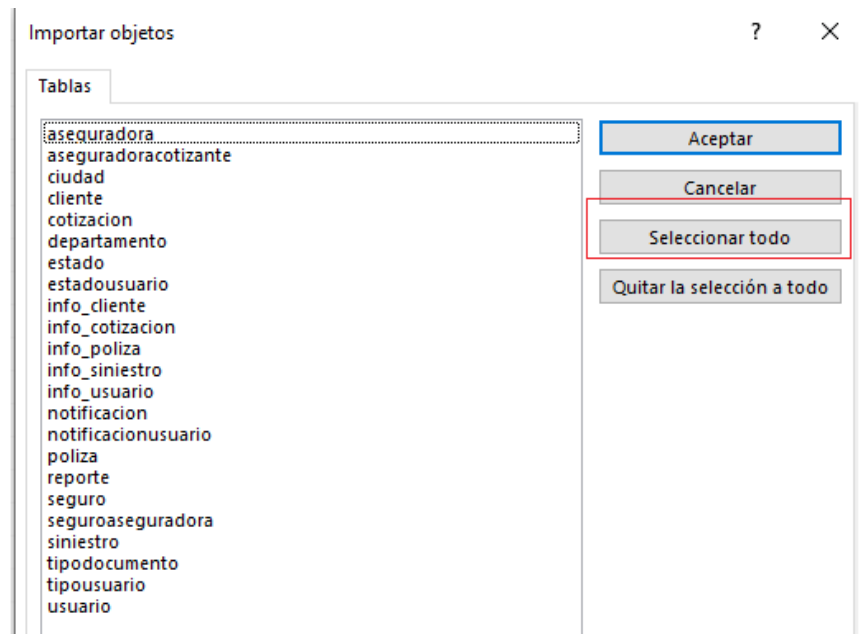 Importar objetos
?
Tablas
aseguradora
aseguradoracotizante
ciudad
cliente
cotizacion
departamento
estado
estadousuario
info_cliente
info_cotizacion
info_poliza
info_siniestro
info_usuario
notificacion
notificacionusuario
poliza
reporte
seguro
seguroaseguradora
siniestro
tipodocumento
tipousuario
usuario
Aceptar
Cancelar
Seleccionar todo
Quitar la selección a todo